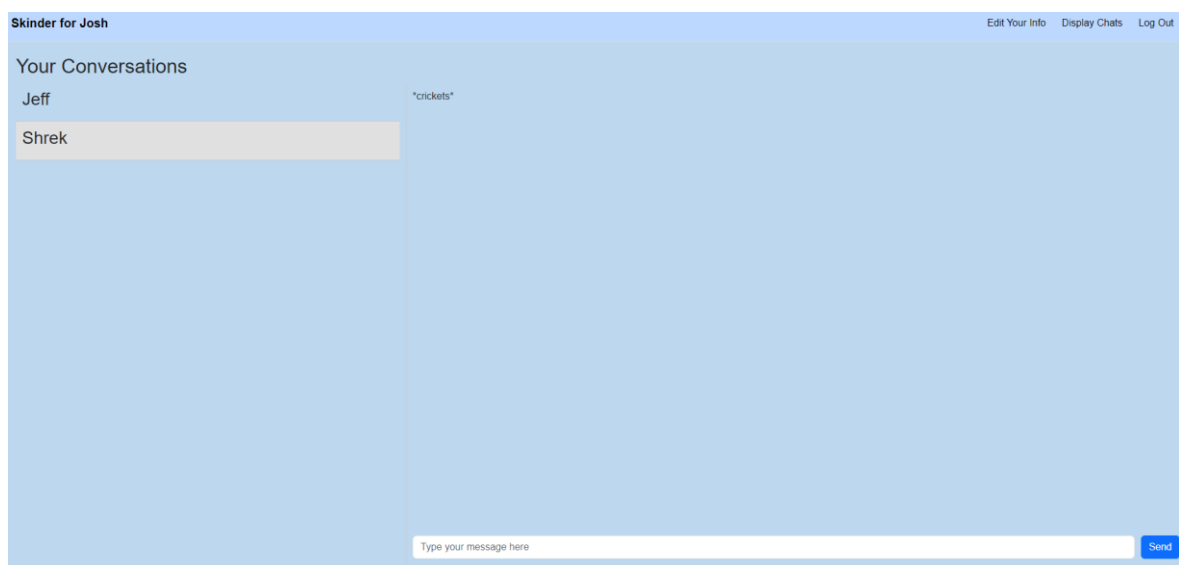 Skinder for Josh
Edit Your Info Display Chats Log Out
Your Conversations
Jeff
*crickets*
Shrek
Type your message here
Send